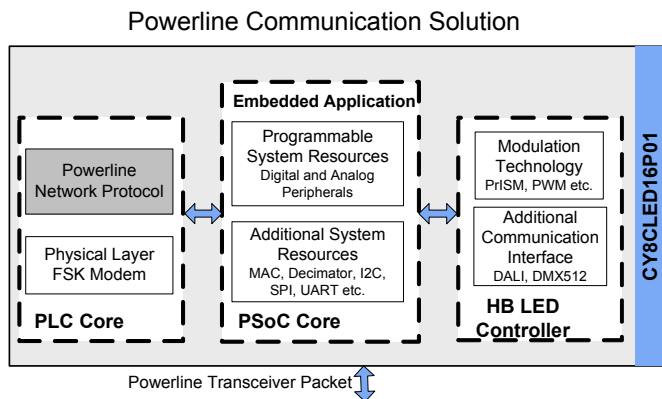 Powerline Communication Solution
Powerline
Network Protocol
Physical Layer
FSK Modem
PLC Core
Embedded Application
Programmable
System Resources
Digital and Analog
Peripherals
Additional System
Resources
MAC, Decimator, I2C,
SPI, UART etc.
PSoC Core
Modulation
Technology
PrISM, PWM etc.
Additional
Communication
Interface
DALI, DMX512
HB LED
Controller
CY8CLED16P01
Powerline Transceiver Packet